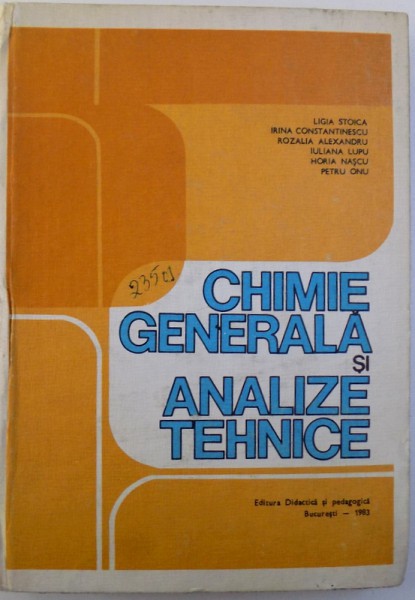 LIGIA STOICA
IRINA CONSTANTINESCU
ROZALIA ALEXANDRU
IULIANA LUPU
HORIA NAȘCU
PETRU ONU
CHIMIE
GENERALĂ
ȘI
ANALIZE
TEHNICE
Editura Didactică și pedagogică
București — 1983